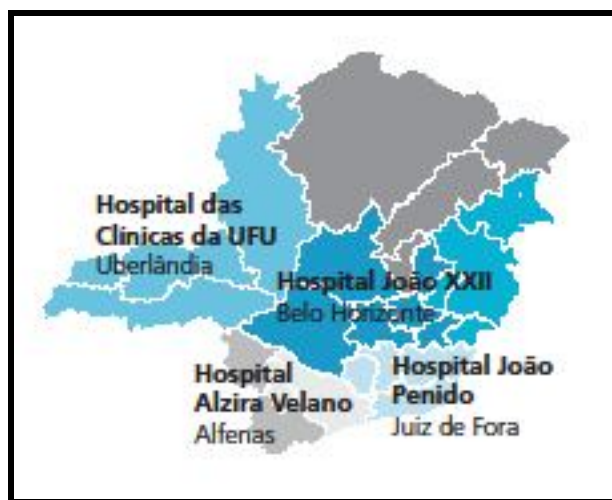 Hospital das
Clínicas da UFU
Uberlândia
Hospital João XXII
Belo Horizonte
Hospital
Alzira Velano
Alfenas
Hospital João
Penido
Juiz de Fora